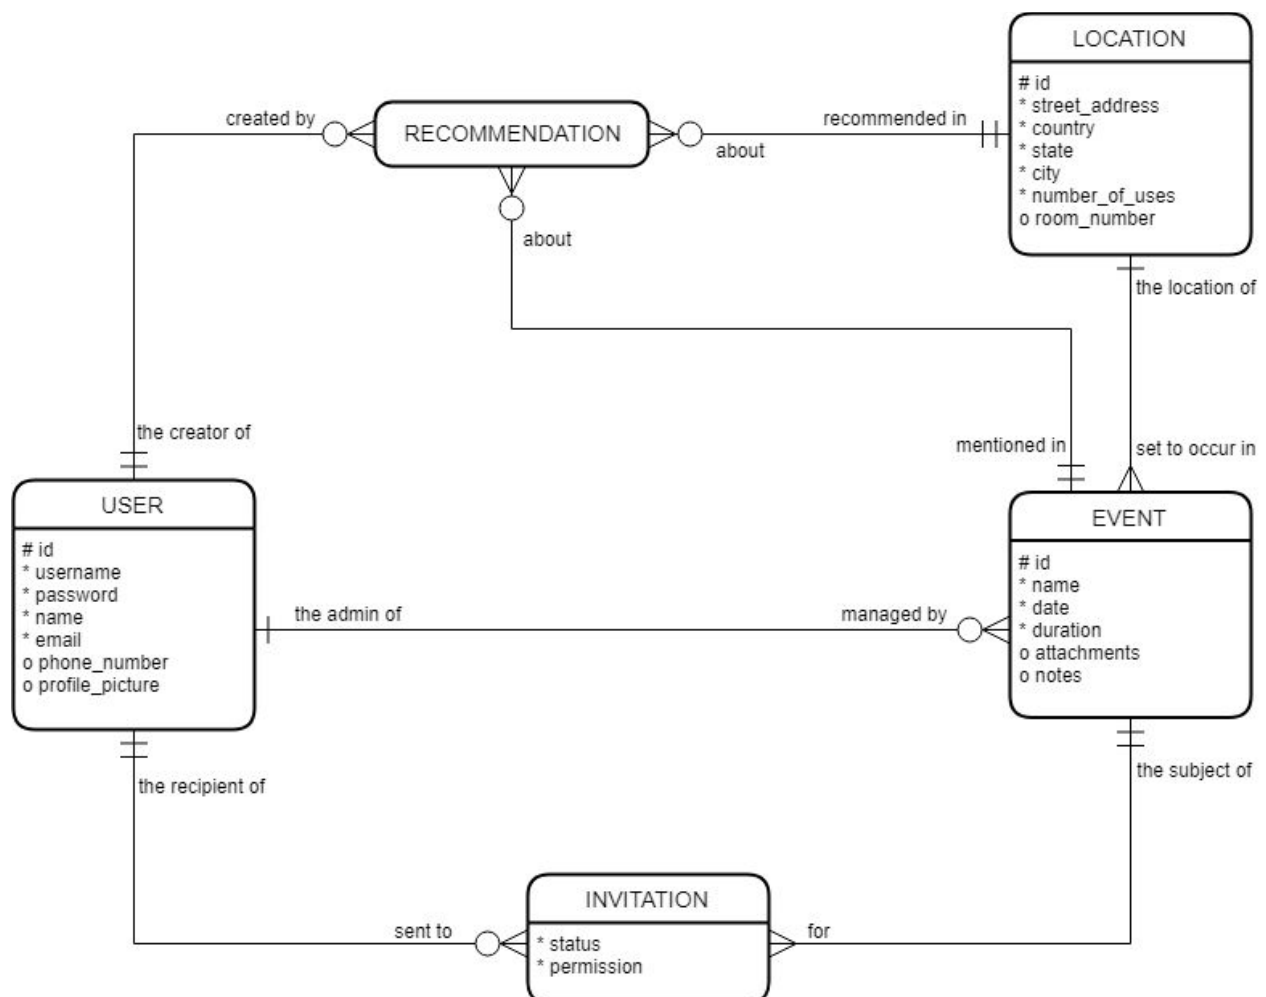 LOCATION
# id
* street_address
* country
* state
* city
* number_of_uses
o room_number
created by
RECOMMENDATION
recommended in
about
about
the location of
the creator of
mentioned in
set to occur in
USER
# id
* username
* password
* name
* email
o phone_number
o profile_picture
the admin of
managed by
EVENT
# id
* name
* date
* duration
o attachments
o notes
the recipient of
the subject of
INVITATION
* status
* permission
sent to
for